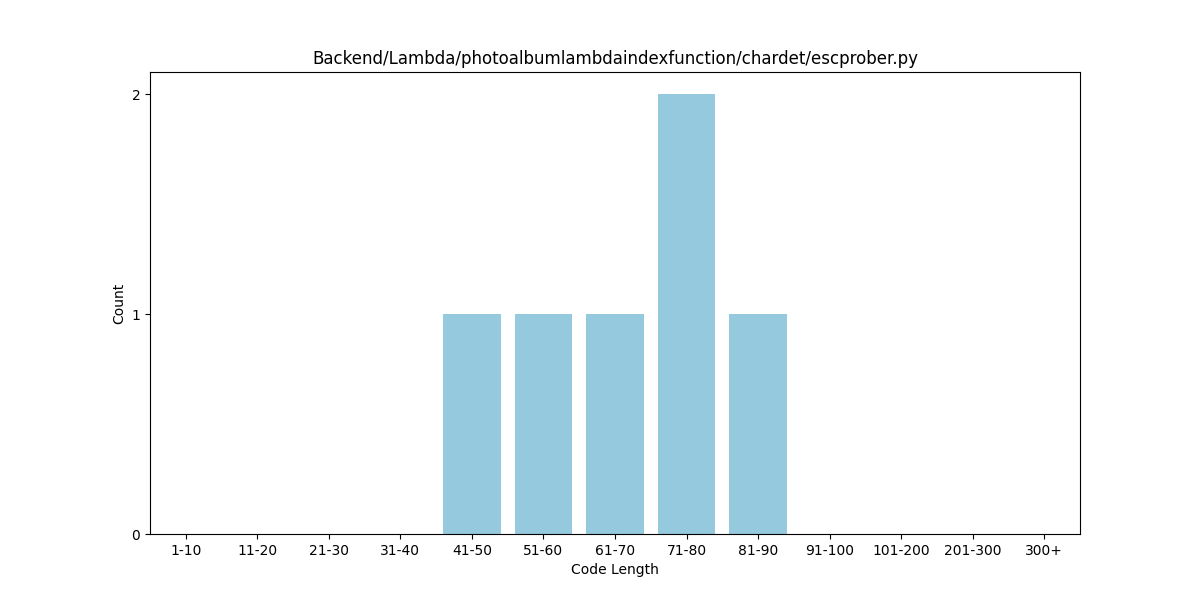 Backend/Lambda/photoalbumlambdaindexfunction/chardet/escprober.py
2
1
0
Count
1-10 11-20 21-30 31-40 41-50 51-60 61-70 71-80 81-90 91-100 101-200 201-300 300+
Code Length